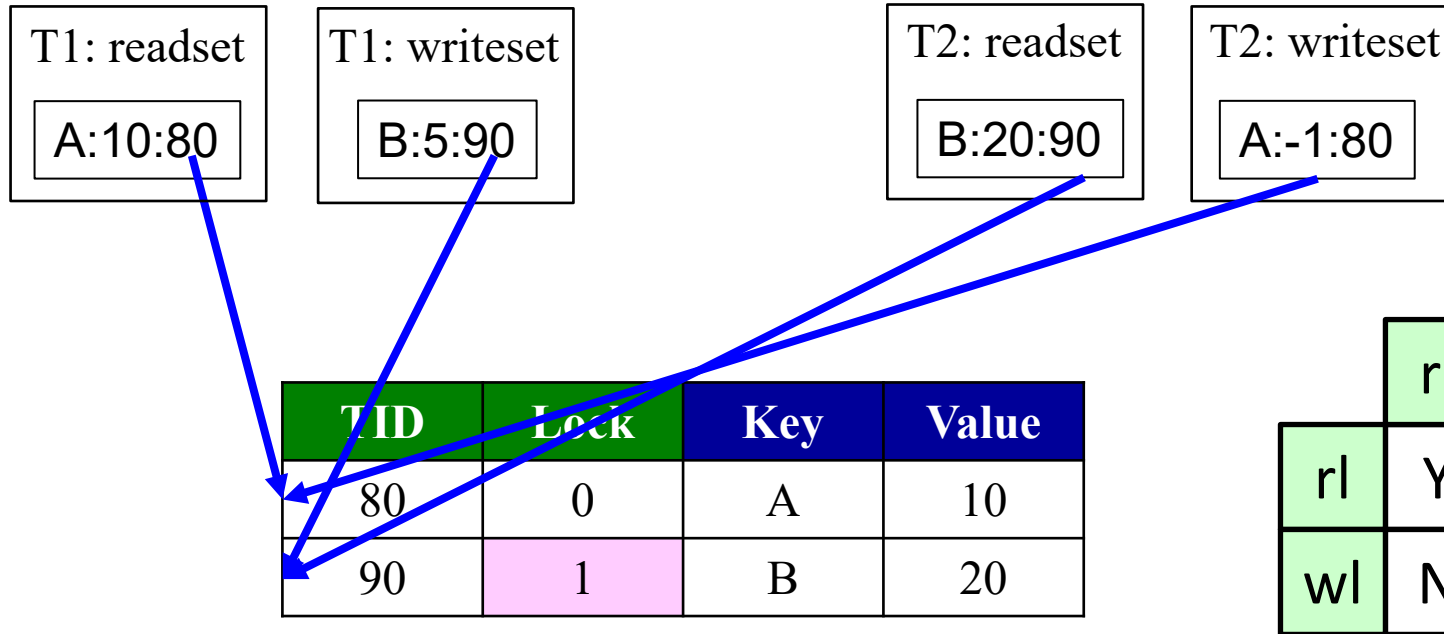 T1: readset
A:10:80
T1: writeset
B:5:90
T2: readset
B:20:90
T2: writeset
A:-1:80
TID Lock Key Value
80 0 A 10
90 1 B 20
rl
wl